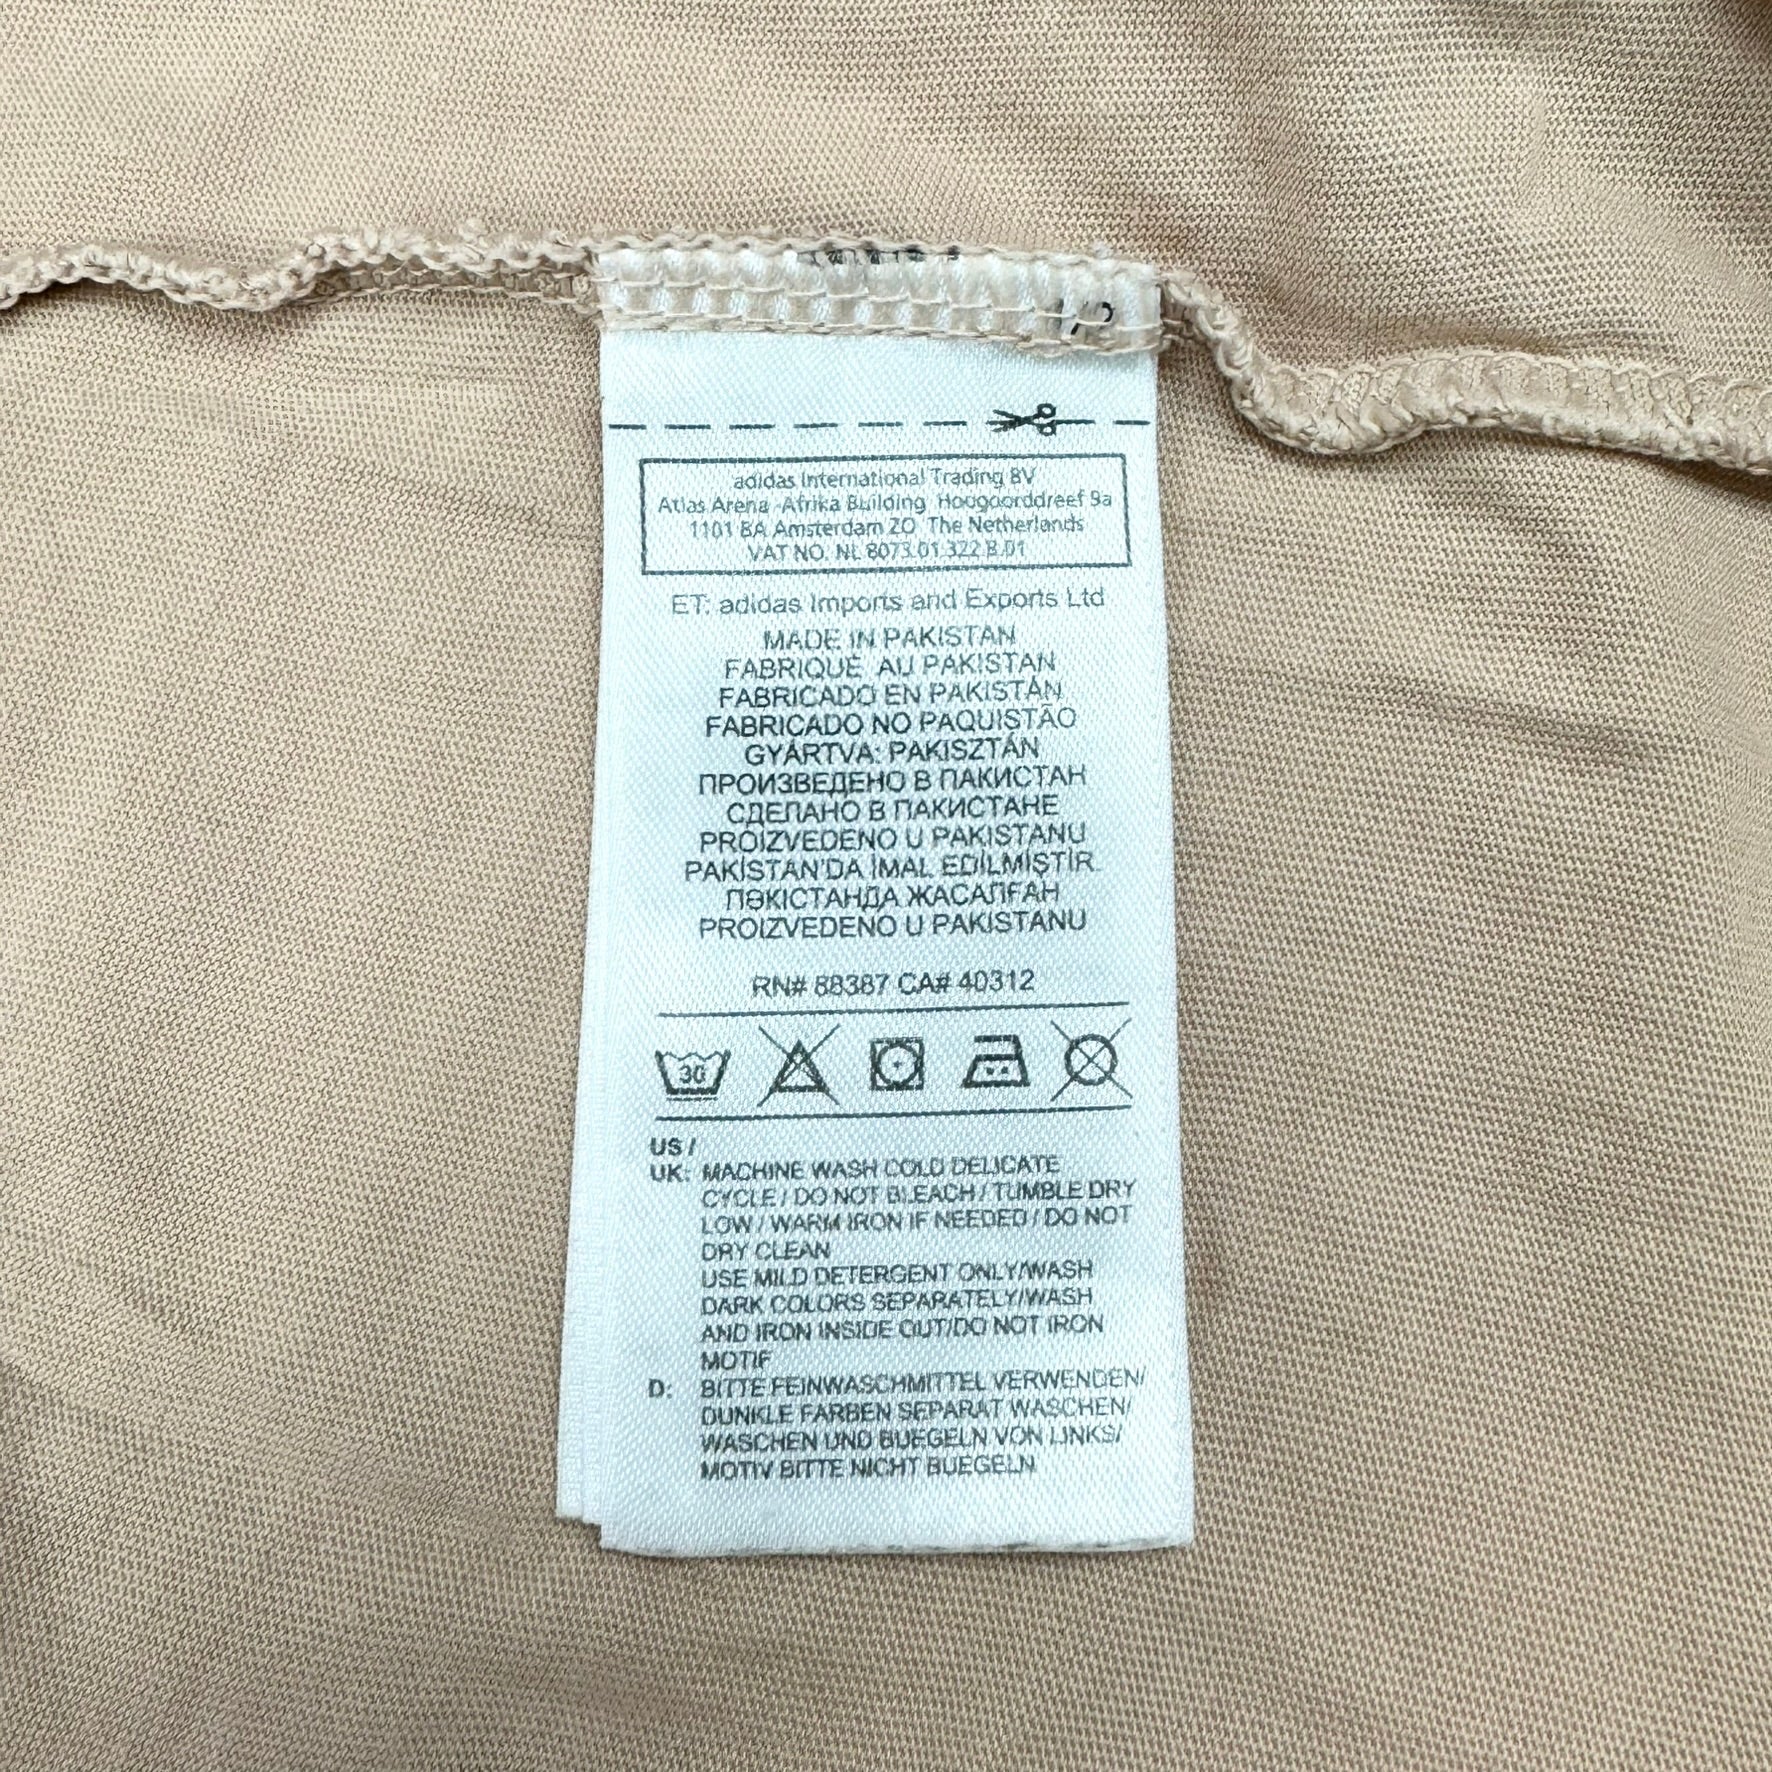 adidas International Trading BV
Atlas Arena -Afrika Building Hoogoorddreef 9a
1101 BA Amsterdam ZO The Netherlands
VAT NO. NL 8073.01.322.B.01
ET: adidas Imports and Exports Ltd
MADE IN PAKISTAN
FABRIQUÉ AU PAKISTAN
FABRICADO EN PAKISTÁN
FABRICADO NO PAQUISTÃO
GYÁRTVA: PAKISZTÁN
ПРОИЗВЕДЕНО В ПАКИСТАН
СДЕЛАНО В ПАКИСТАНЕ
PROIZVEDENO U PAKISTANU
PAKİSTAN'DA İMAL EDİLMİŞTİR.
ПӘКІСТАНДА ЖАСАЛҒАН
PROIZVEDENO U PAKISTANU
RN# 88387 CA# 40312
30
US /
UK: MACHINE WASH COLD DELICATE
CYCLE / DO NOT BLEACH / TUMBLE DRY
LOW / WARM IRON IF NEEDED / DO NOT
DRY CLEAN
USE MILD DETERGENT ONLY/WASH
DARK COLORS SEPARATELY/WASH
AND IRON INSIDE OUT/DO NOT IRON
MOTIF
D: BITTE FEINWASCHMITTEL VERWENDEN/
DUNKLE FARBEN SEPARAT WASCHEN/
WASCHEN UND BUEGELN VON LINKS/
MOTIV BITTE NICHT BUEGELN